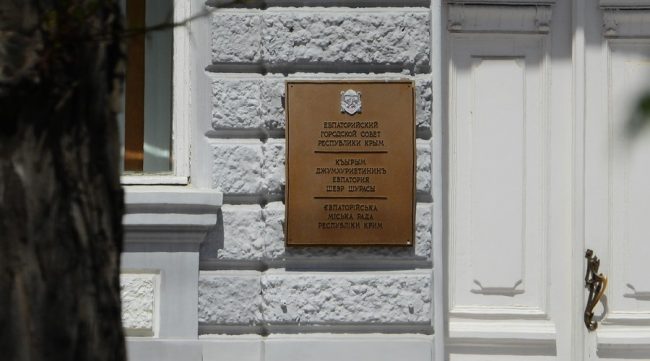 ЕВПАТОРИЙСКИЙ
ГОРОДСКОЙ СОВЕТ
РЕСПУБЛИКИ КРЫМ
КЪЫРЫМ
ДЖУМХУРИЕТИНИНЪ
ЕВПАТОРИЯ
ШЕЭР ШУРАСЫ
ЄВПАТОРІЙСЬКА
МІСЬКА РАДА
РЕСПУБЛІКИ КРИМ